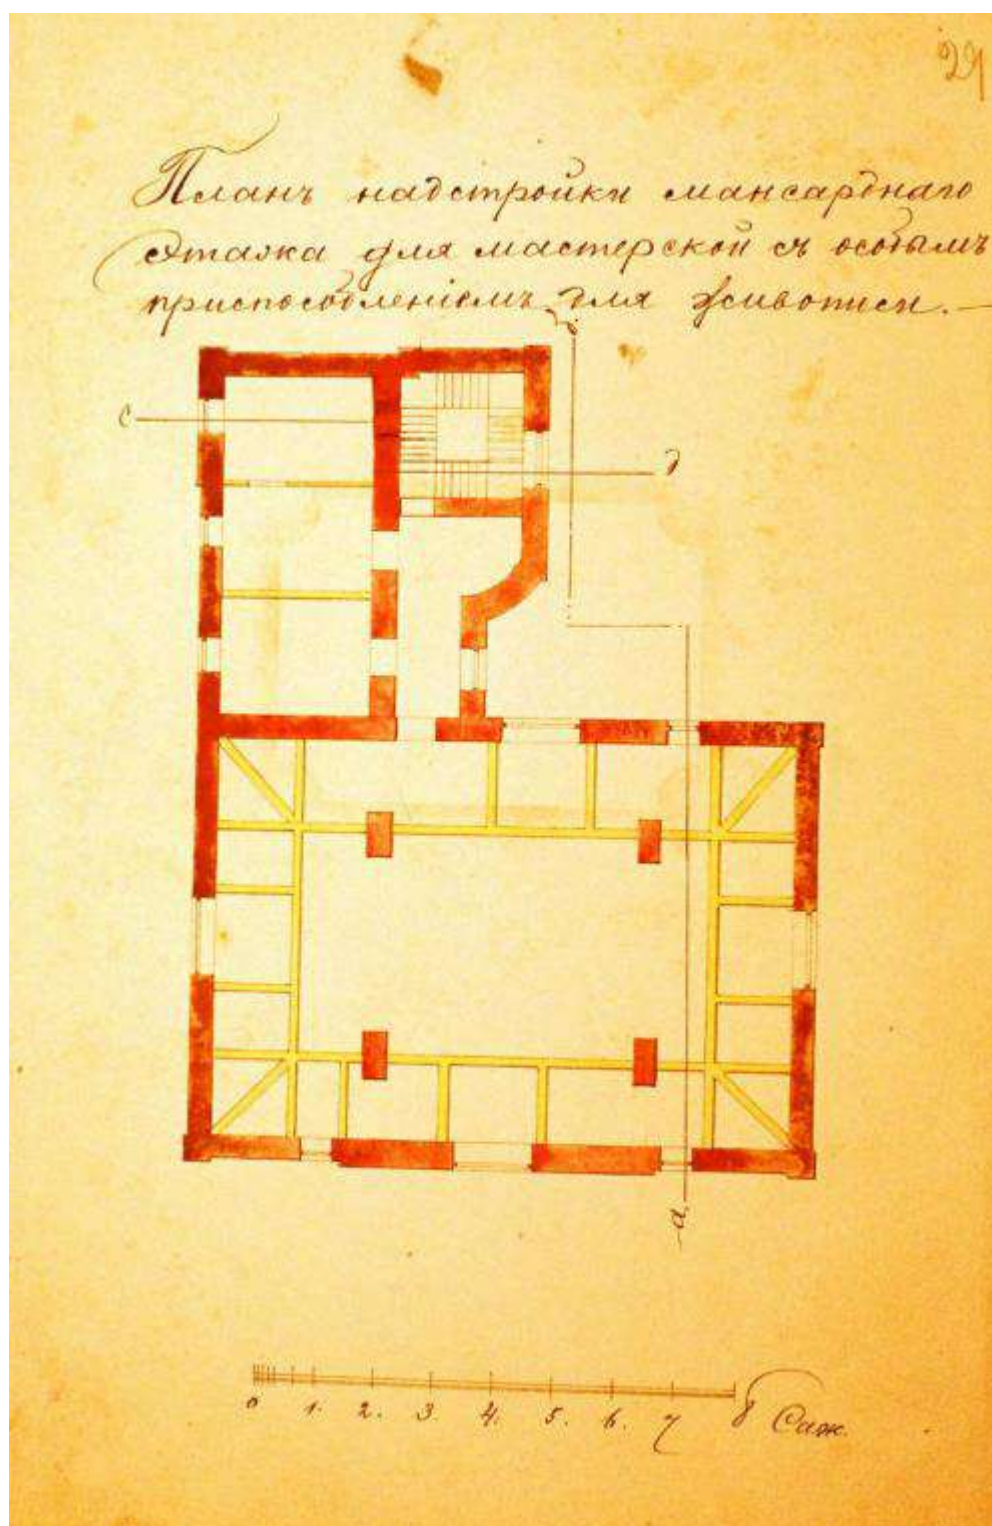 29
Планъ надстройки мансарднаго
этажа для мастерской съ особымъ
приспособленіемъ для живописи. —
с
д
а.
0 1. 2. 3. 4. 5. 6. 7 8 Саж.